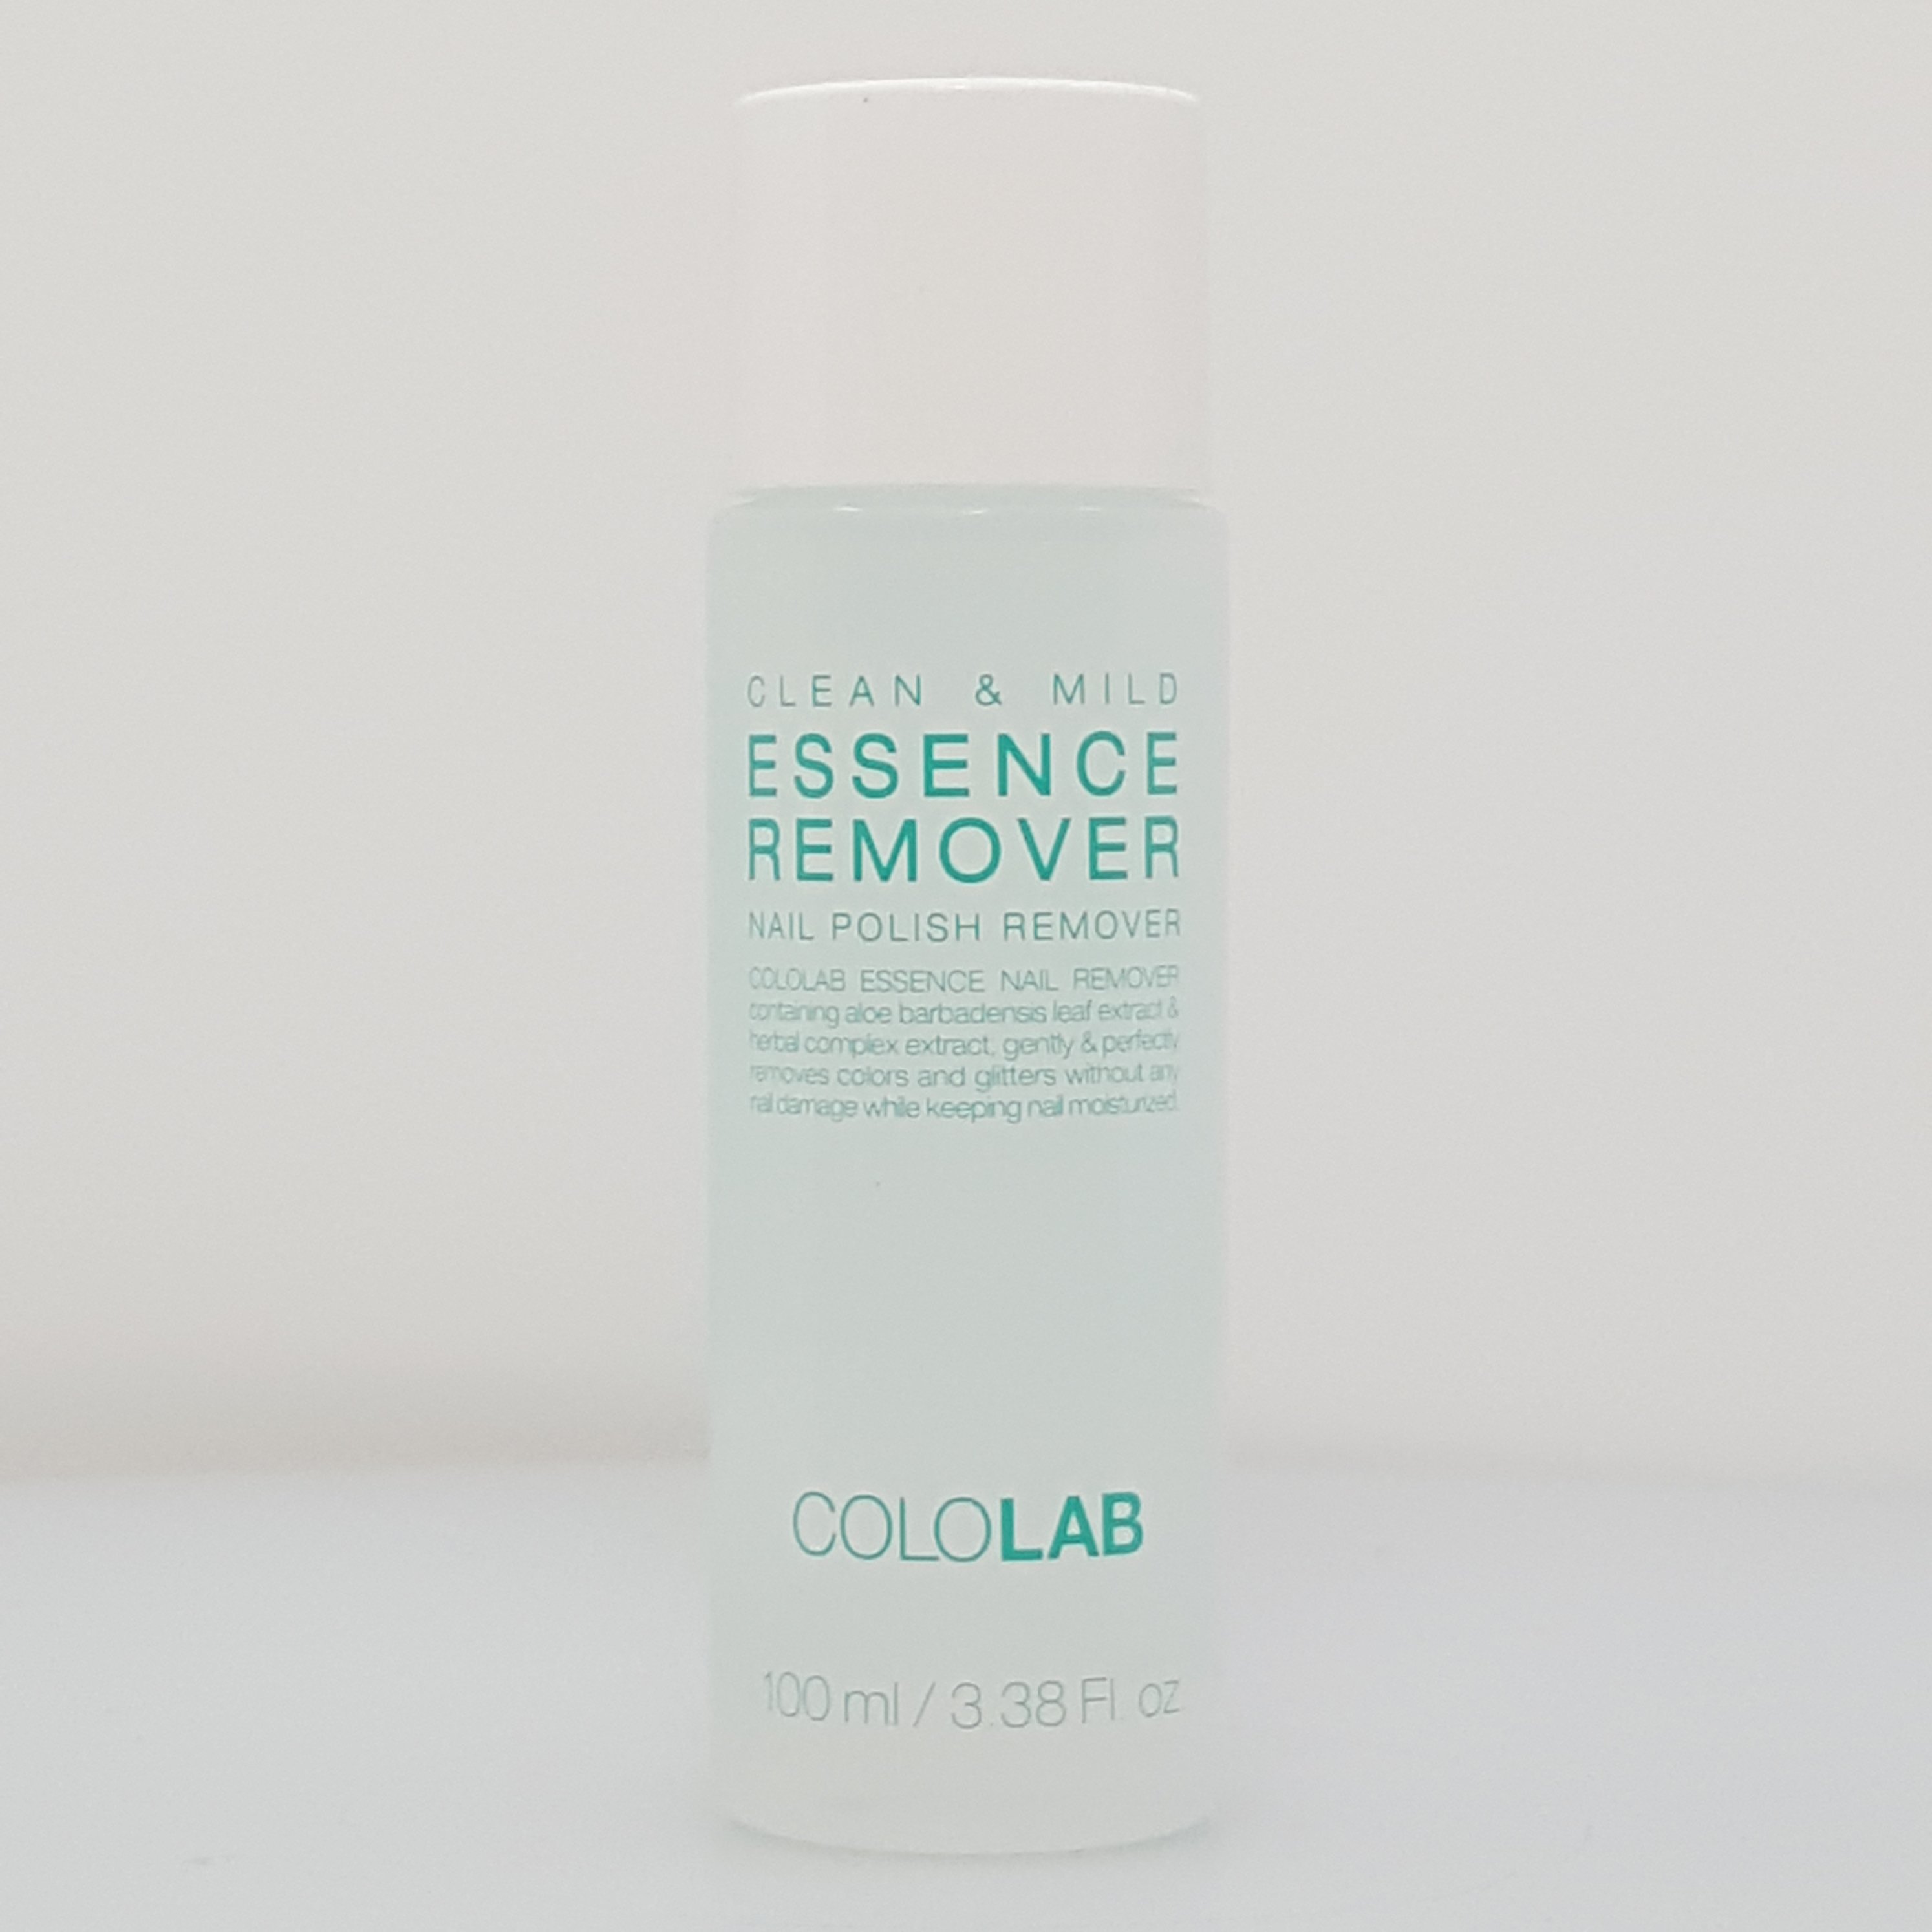 CLEAN & MILD
ESSENCE
REMOVER
NAIL POLISH REMOVER
COLOLAB ESSENCE NAIL REMOVER
containing aloe barbadensis leaf extract &
herbal complex extract, gently & perfectly
removes colors and glitters without any
nail damage while keeping nail moisturized.
COLOLAB
100 ml / 3.38 Fl. oz